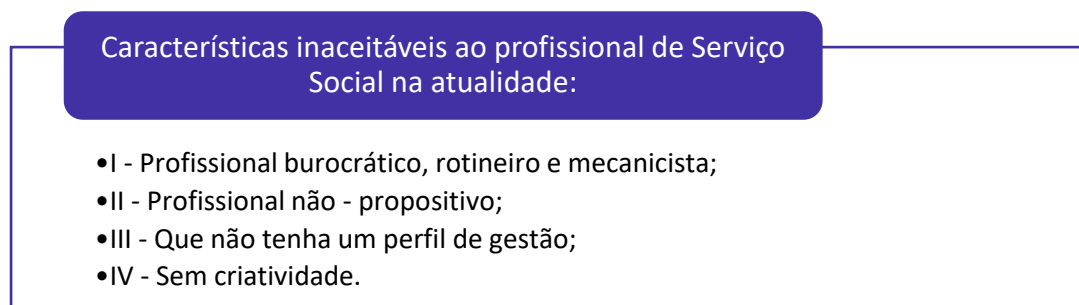 Características inaceitáveis ao profissional de Serviço
Social na atualidade:
•I - Profissional burocrático, rotineiro e mecanicista;
•II - Profissional não - propositivo;
•III - Que não tenha um perfil de gestão;
•IV - Sem criatividade.